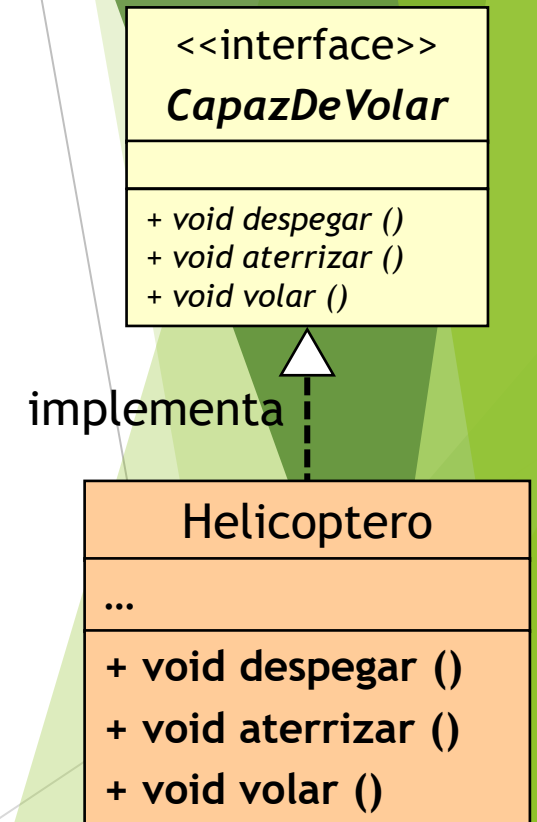 <<interface>>
CapazDeVolar
+ void despegar ()
+ void aterrizar ()
+ void volar ()
implementa
Helicoptero
...
+ void despegar ()
+ void aterrizar ()
+ void volar ()